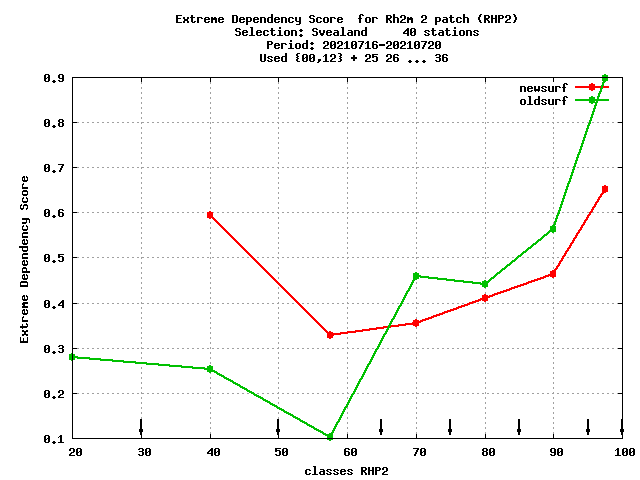 Extreme Dependency Score  for Rh2m 2 patch (RHP2)
Selection: Svealand     40 stations
Period: 20210716-20210720
Used {00,12} + 25 26 ... 36
newsurf
oldsurf
0.9
0.8
0.7
0.6
0.5
0.4
0.3
0.2
0.1
Extreme Dependency Score
20 30 40 50 60 70 80 90 100
classes RHP2